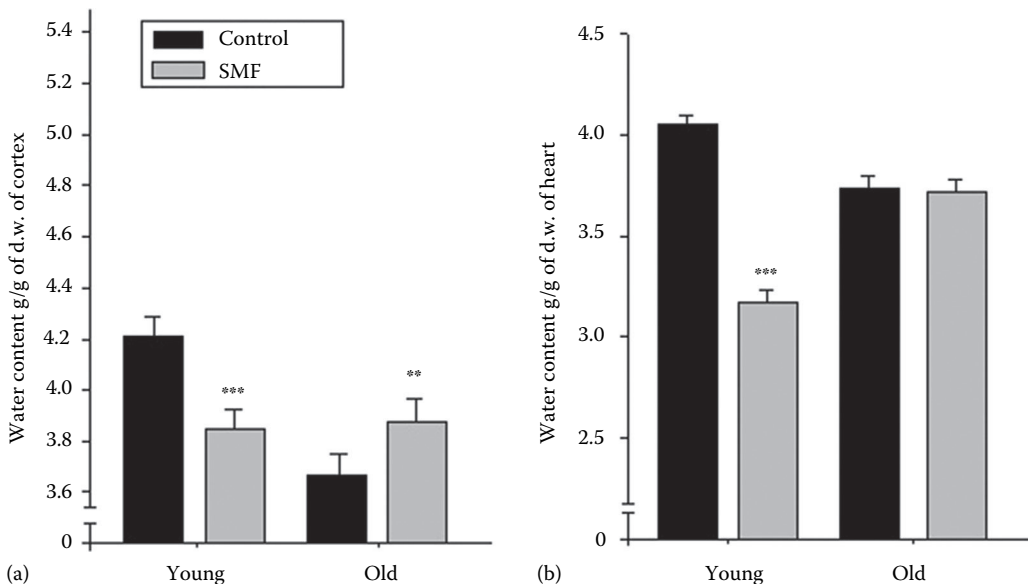 Water content g/g of d.w. of cortex
5.4
5.2
5.0
4.8
4.6
4.4
4.2
4.0
3.8
3.6
0
Control
SMF
***
**
Young
Old
(a)
Water content g/g of d.w. of heart
4.5
4.0
3.5
3.0
2.5
0
***
Young
Old
(b)